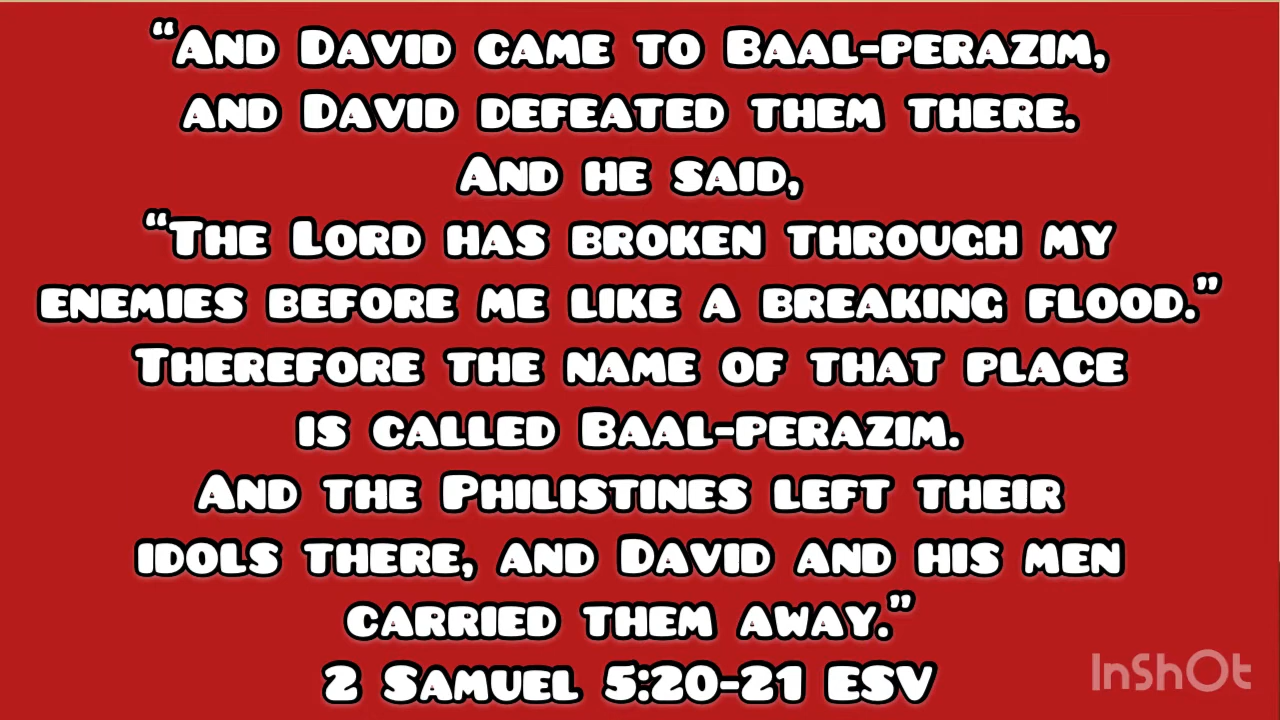 “And David came to Baal-perazim,
and David defeated them there.
And he said,
“The Lord has broken through my
enemies before me like a breaking flood.”
Therefore the name of that place
is called Baal-perazim.
And the Philistines left their
idols there, and David and his men
carried them away.”
2 Samuel 5:20-21 ESV
InShOt